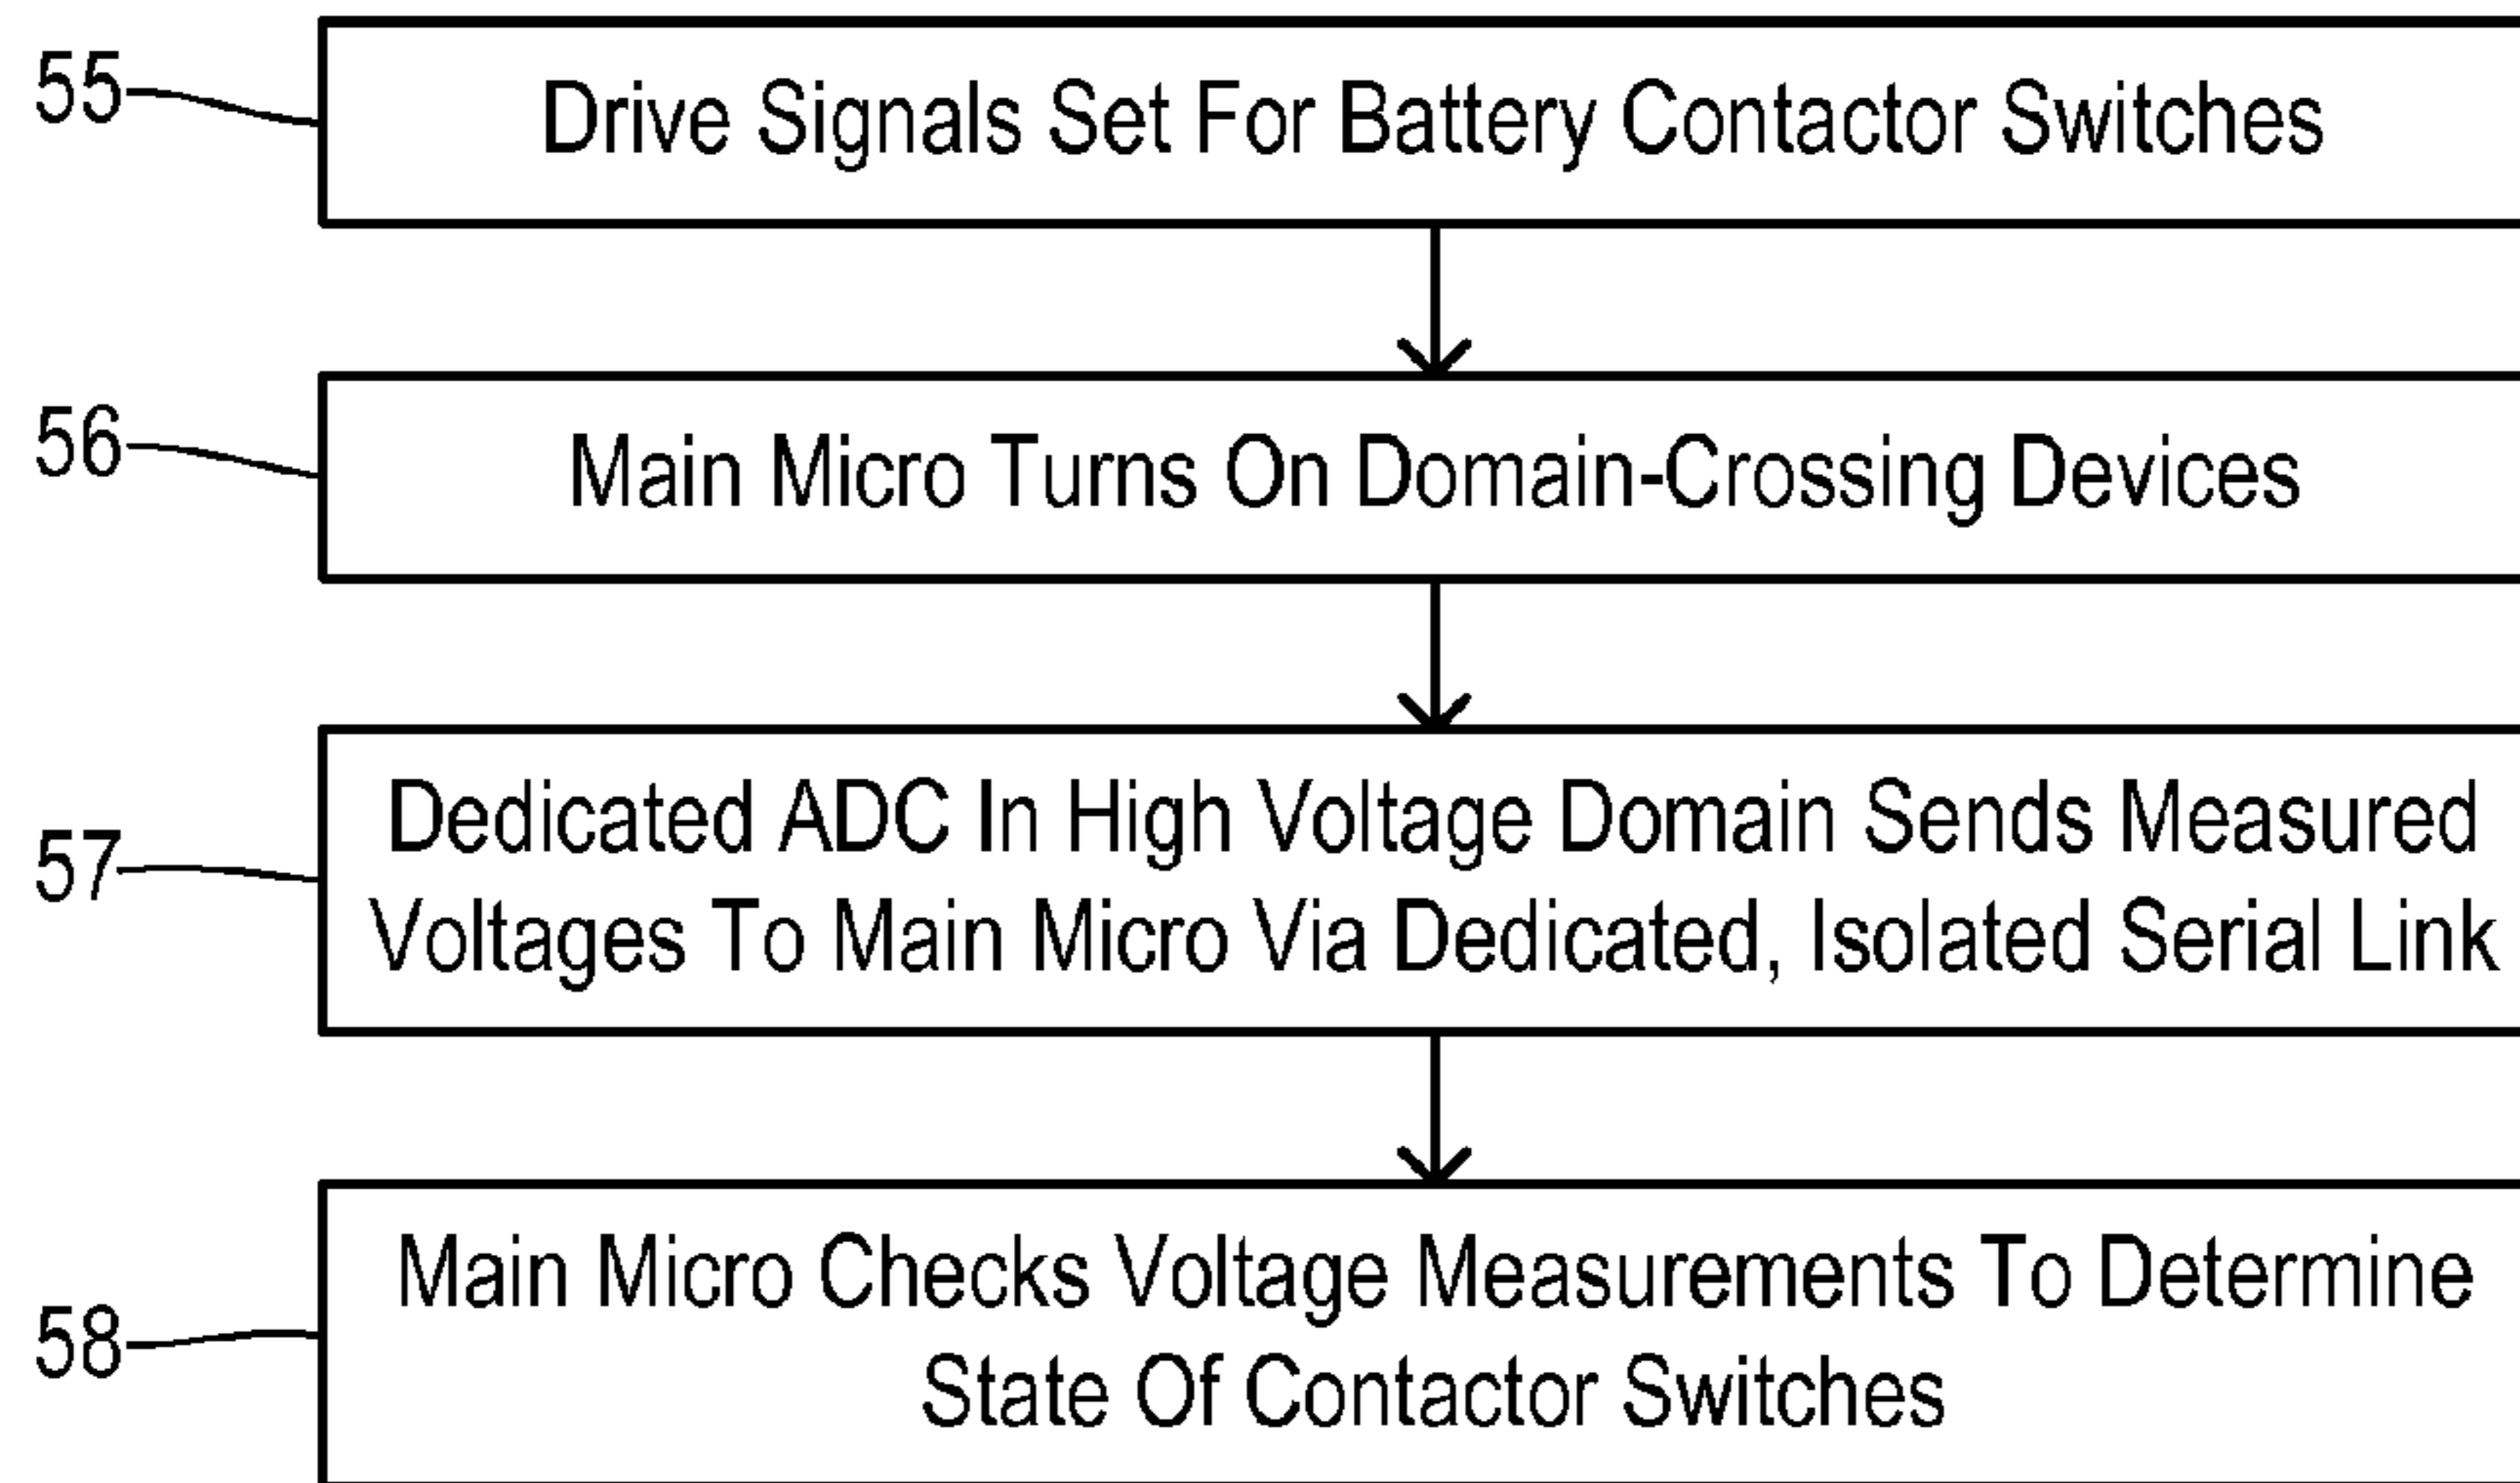 55
Drive Signals Set For Battery Contactor Switches
56
Main Micro Turns On Domain-Crossing Devices
57
Dedicated ADC In High Voltage Domain Sends Measured
Voltages To Main Micro Via Dedicated, Isolated Serial Link
58
Main Micro Checks Voltage Measurements To Determine
State Of Contactor Switches